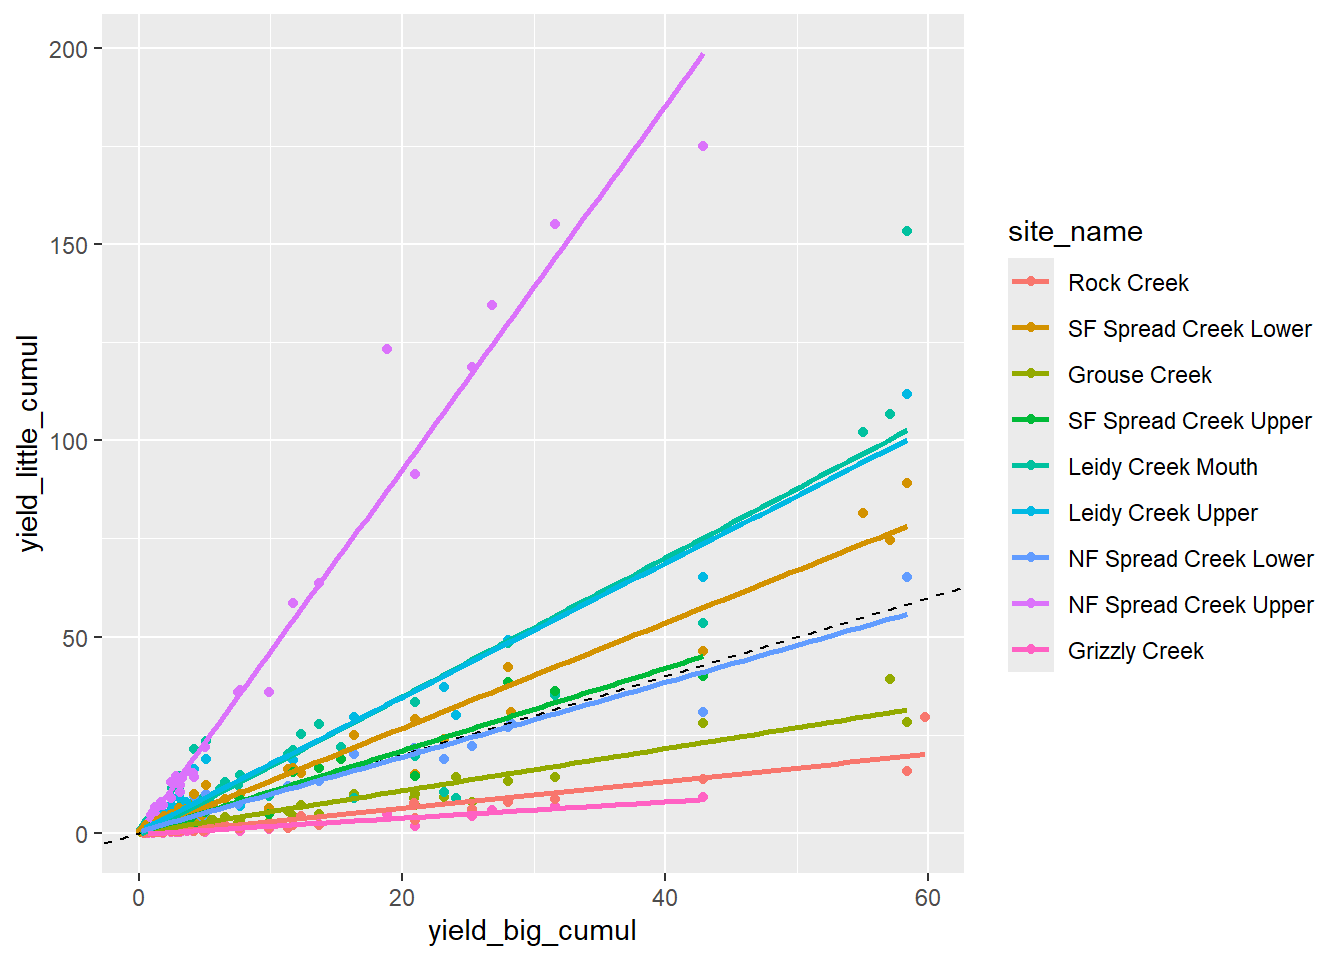 200
150
100
50
0
0
20
40
60
yield_little_cumul
yield_big_cumul
site_name
Rock Creek
SF Spread Creek Lower
Grouse Creek
SF Spread Creek Upper
Leidy Creek Mouth
Leidy Creek Upper
NF Spread Creek Lower
NF Spread Creek Upper
Grizzly Creek